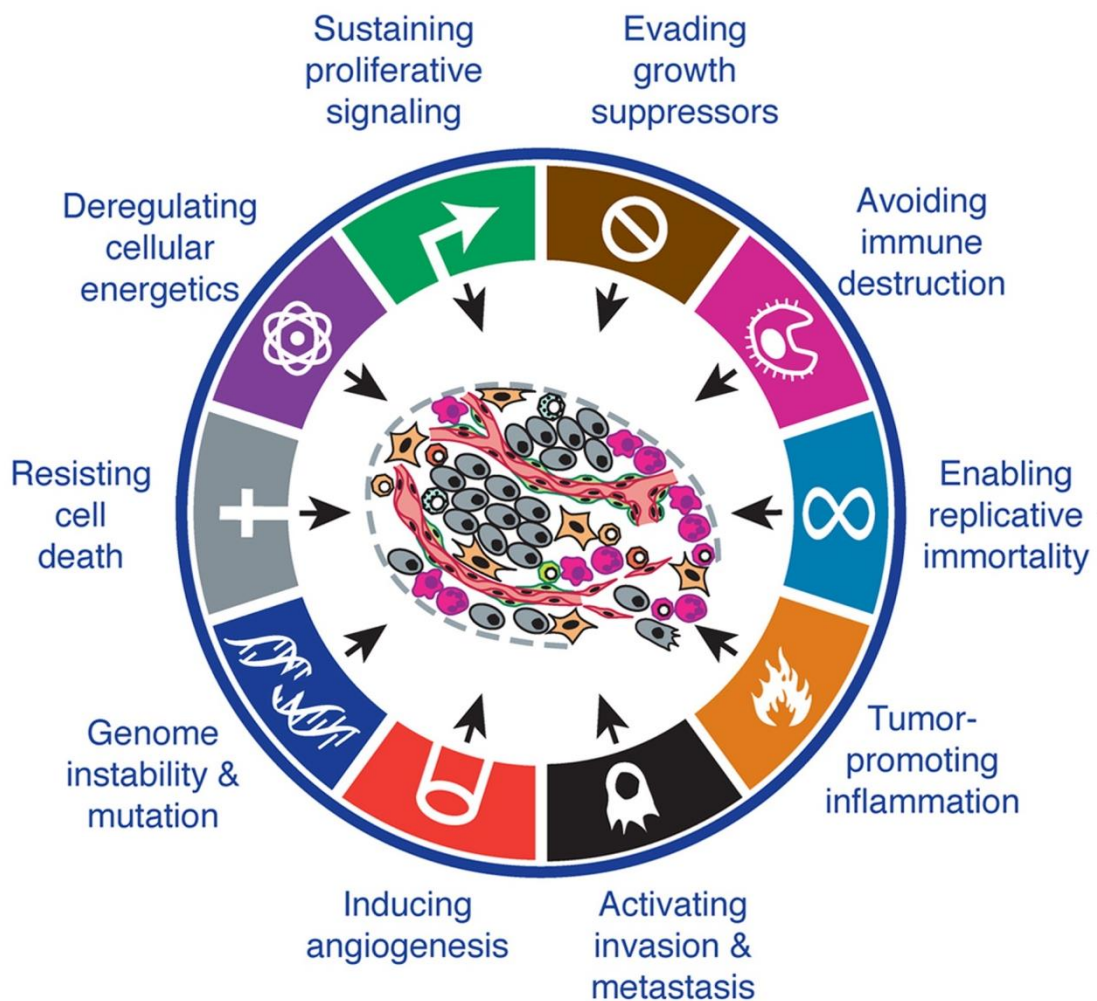 Sustaining
proliferative
signaling
Evading
growth
suppressors
Avoiding
immune
destruction
Enabling
replicative
immortality
Tumor-
promoting
inflammation
Activating
invasion &
metastasis
Inducing
angiogenesis
Genome
instability &
mutation
Resisting
cell
death
Deregulating
cellular
energetics